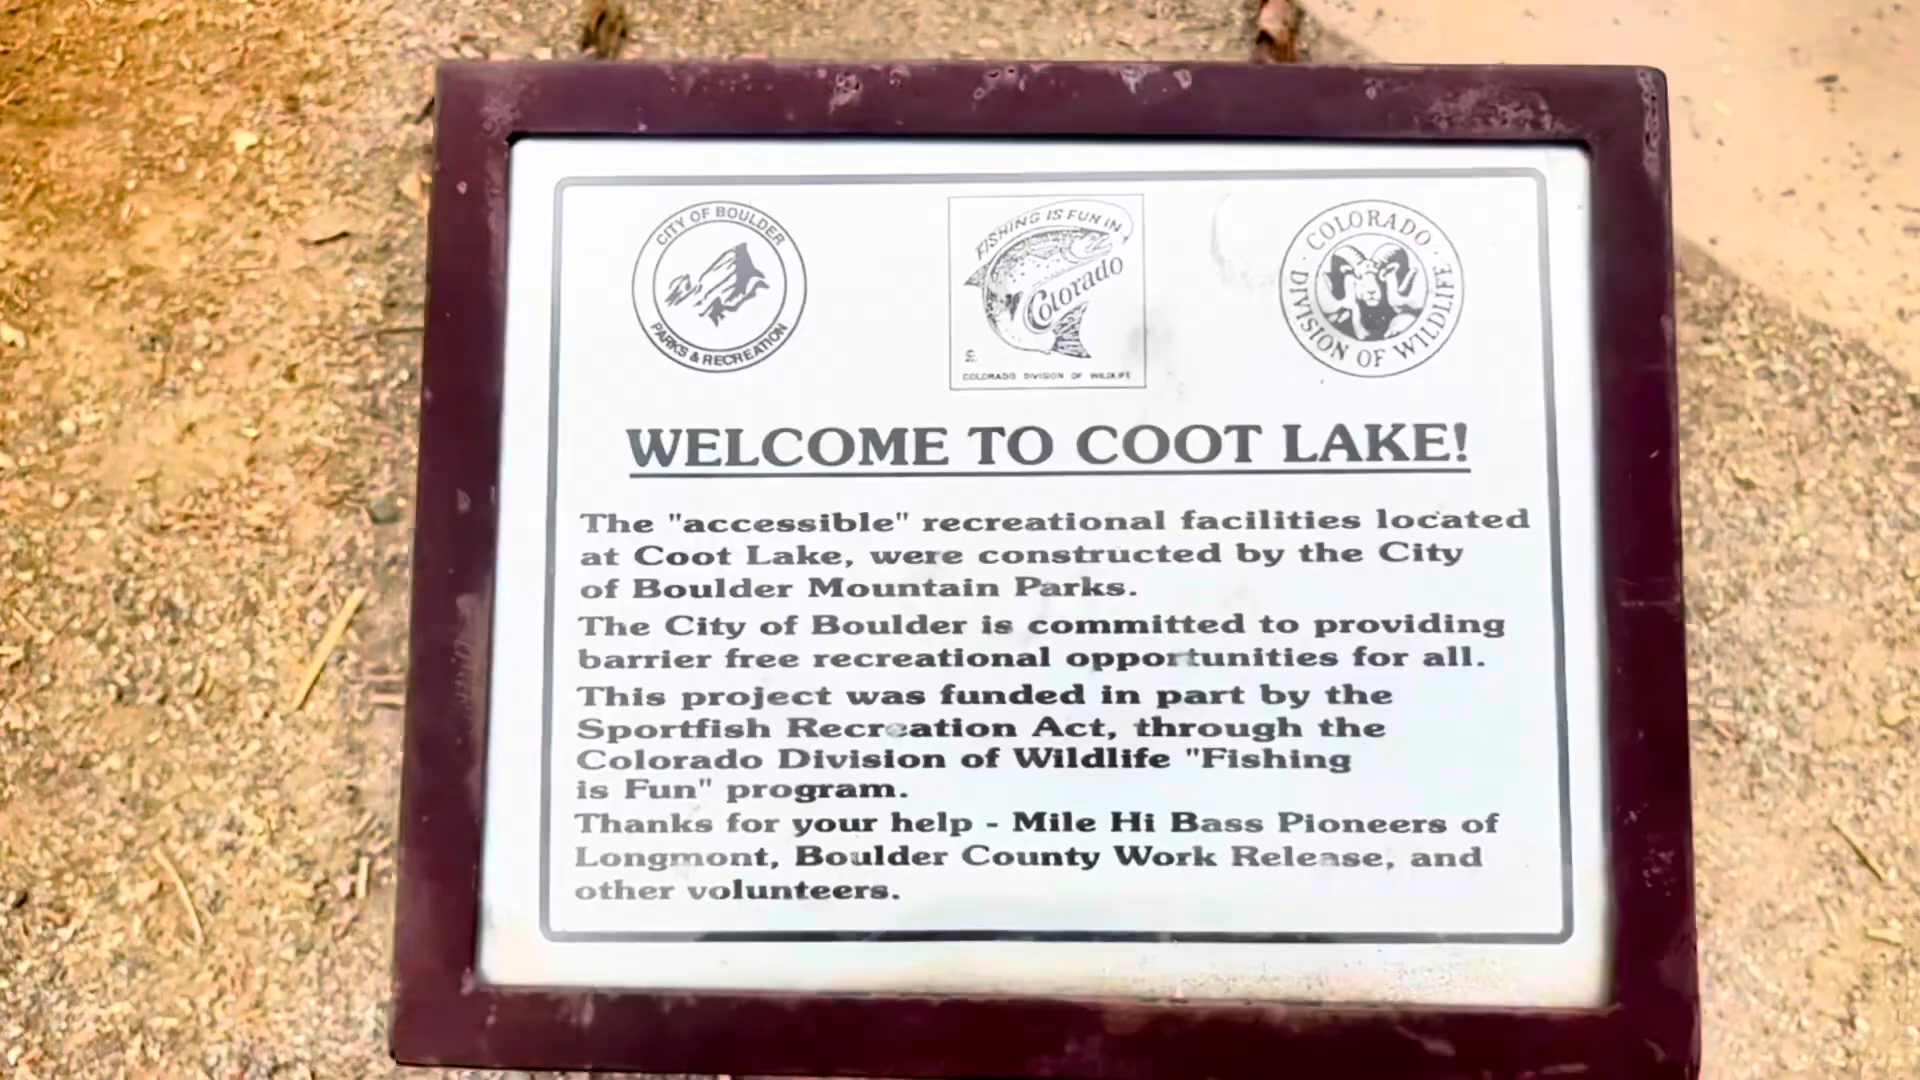 CITY OF BOULDER
PARKS & RECREATION
FISHING IS FUN IN
Colorado
COLORADO DIVISION OF WILDLIFE
COLORADO
DIVISION OF WILDLIFE
WELCOME TO COOT LAKE!
The "accessible" recreational facilities located
at Coot Lake, were constructed by the City
of Boulder Mountain Parks.
The City of Boulder is committed to providing
barrier free recreational opportunities for all.
This project was funded in part by the
Sportfish Recreation Act, through the
Colorado Division of Wildlife "Fishing
is Fun" program.
Thanks for your help - Mile Hi Bass Pioneers of
Longmont, Boulder County Work Release, and
other volunteers.